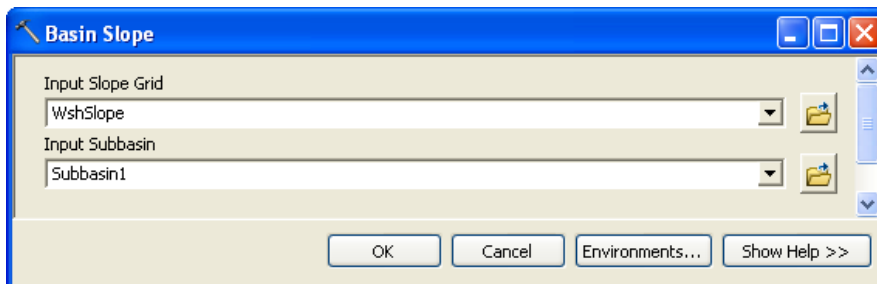 Basin Slope
Input Slope Grid
WshSlope
Input Subbasin
Subbasin1
OK Cancel Environments... Show Help >>